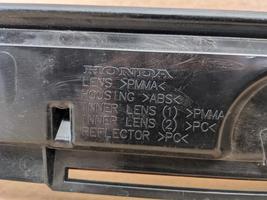 HONDA
LENS >PMMA<
HOUSING >ABS<
INNER LENS (1) >PMMA
INNER LENS (2) >PC<
REFLECTOR >PC<